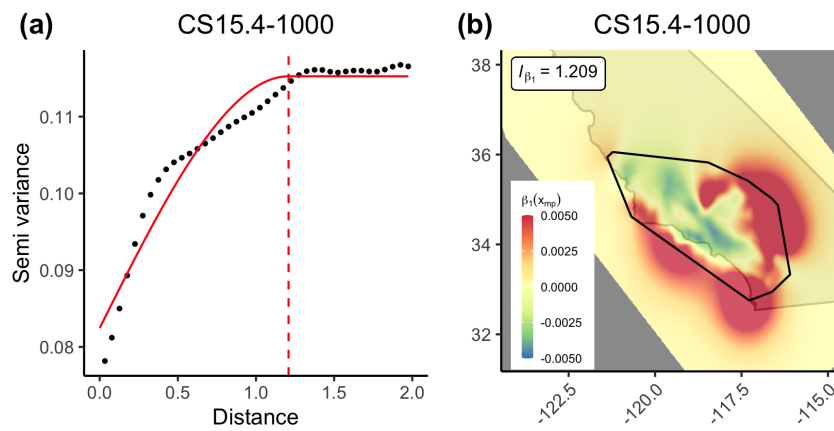 (a) CS15.4-1000
Semi variance
0.11
0.10
0.09
0.08
0.0 0.5 1.0 1.5 2.0
Distance
(b) CS15.4-1000
38
36
34
32
lβ1 = 1.209
β1(xmp)
0.0050
0.0025
0.0000
-0.0025
-0.0050
-122.5 -120.0 -117.5 -115.0